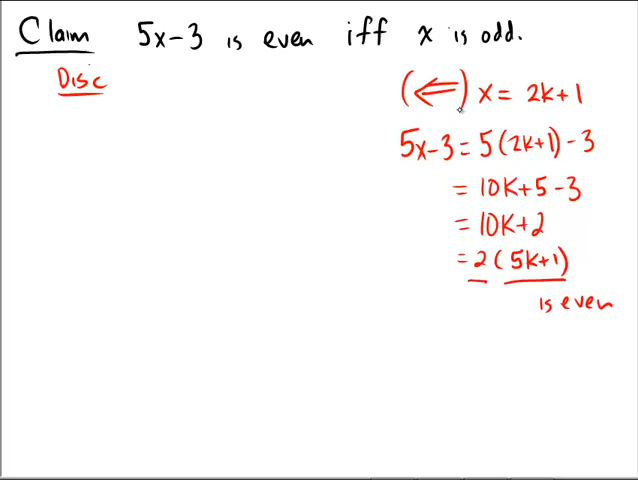 Claim 5x-3 is even iff x is odd.
Disc
(⇐) x = 2k+1
5x-3 = 5(2k+1) - 3
= 10k+5-3
= 10k+2
= 2(5k+1)
is even